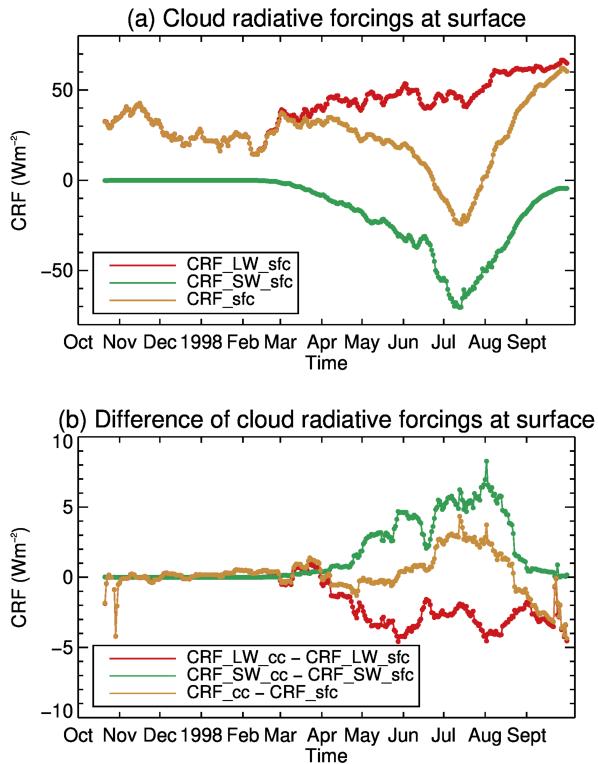 (a) Cloud radiative forcings at surface
50
0
−50
CRF (Wm−2)
CRF_LW_sfc
CRF_SW_sfc
CRF_sfc
Oct Nov Dec 1998 Feb Mar Apr May Jun Jul Aug Sept
Time
(b) Difference of cloud radiative forcings at surface
10
5
0
−5
−10
CRF (Wm−2)
CRF_LW_cc − CRF_LW_sfc
CRF_SW_cc − CRF_SW_sfc
CRF_cc − CRF_sfc
Oct Nov Dec 1998 Feb Mar Apr May Jun Jul Aug Sept
Time